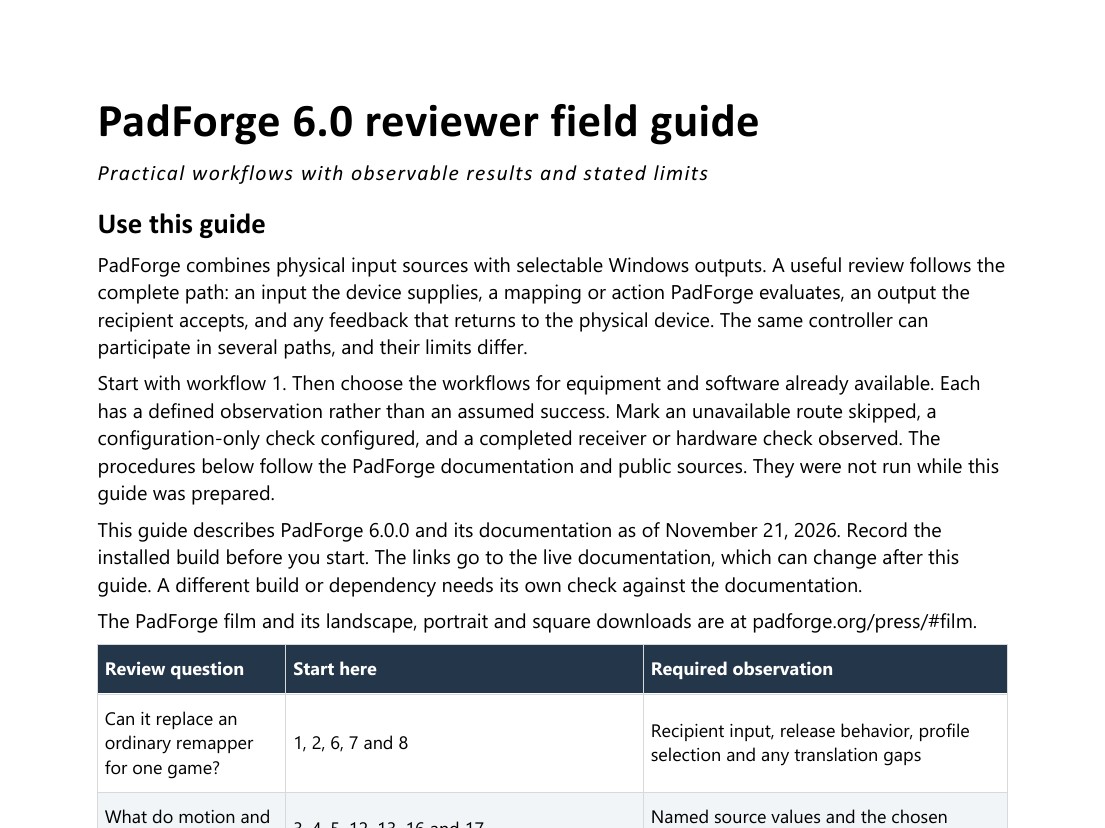 PadForge 6.0 reviewer field guide
Practical workflows with observable results and stated limits
Use this guide
PadForge combines physical input sources with selectable Windows outputs. A useful review follows the
complete path: an input the device supplies, a mapping or action PadForge evaluates, an output the
recipient accepts, and any feedback that returns to the physical device. The same controller can
participate in several paths, and their limits differ.
Start with workflow 1. Then choose the workflows for equipment and software already available. Each
has a defined observation rather than an assumed success. Mark an unavailable route skipped, a
configuration-only check configured, and a completed receiver or hardware check observed. The
procedures below follow the PadForge documentation and public sources. They were not run while this
guide was prepared.
This guide describes PadForge 6.0.0 and its documentation as of November 21, 2026. Record the
installed build before you start. The links go to the live documentation, which can change after this
guide. A different build or dependency needs its own check against the documentation.
The PadForge film and its landscape, portrait and square downloads are at padforge.org/press/#film.
Review question
Start here
Required observation
Can it replace an
ordinary remapper
for one game?
1, 2, 6, 7 and 8
Recipient input, release behavior, profile
selection and any translation gaps
What do motion and
3, 4, 5, 12, 13, 16 and 17
Named source values and the chosen